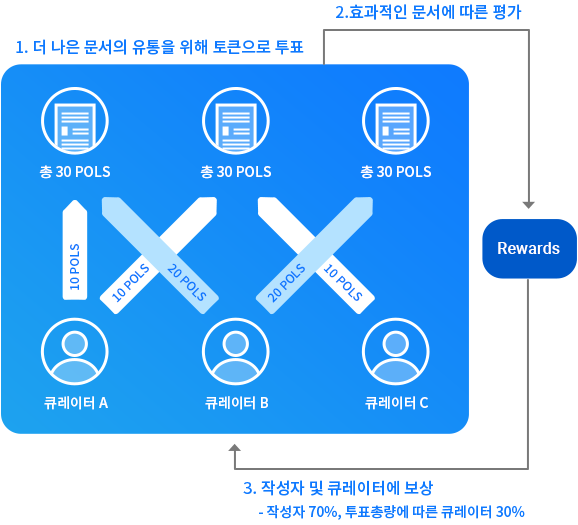 2.효과적인 문서에 따른 평가
1. 더 나은 문서의 유통을 위해 토큰으로 투표
총 30 POLS
총 30 POLS
총 30 POLS
Rewards
10 POLS
10 POLS
20 POLS
20 POLS
10 POLS
큐레이터 A
큐레이터 B
큐레이터 C
3. 작성자 및 큐레이터에 보상
- 작성자 70%, 투표총량에 따른 큐레이터 30%